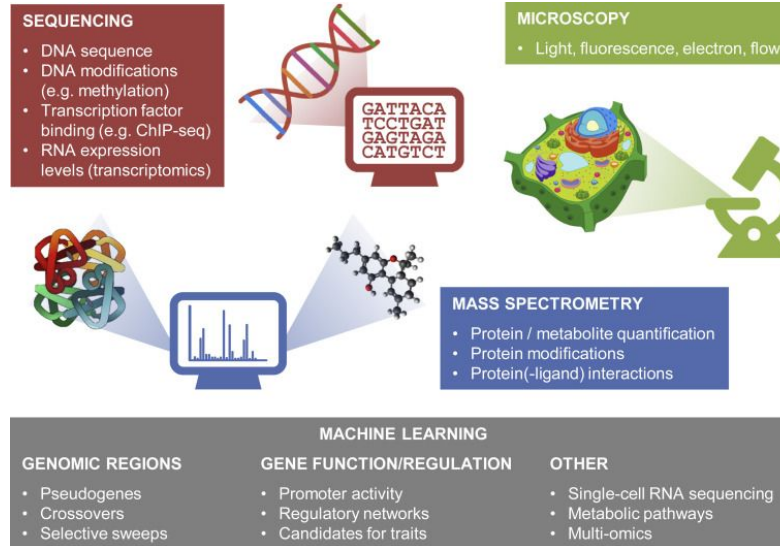 SEQUENCING
• DNA sequence
• DNA modifications
(e.g. methylation)
• Transcription factor
binding (e.g. ChIP-seq)
• RNA expression
levels (transcriptomics)
GATTACA
TCCTGAT
GAGTAGA
CATGTCT
MICROSCOPY
• Light, fluorescence, electron, flow
MASS SPECTROMETRY
• Protein / metabolite quantification
• Protein modifications
• Protein(-ligand) interactions
MACHINE LEARNING
GENOMIC REGIONS
• Pseudogenes
• Crossovers
• Selective sweeps
GENE FUNCTION/REGULATION
• Promoter activity
• Regulatory networks
• Candidates for traits
OTHER
• Single-cell RNA sequencing
• Metabolic pathways
• Multi-omics